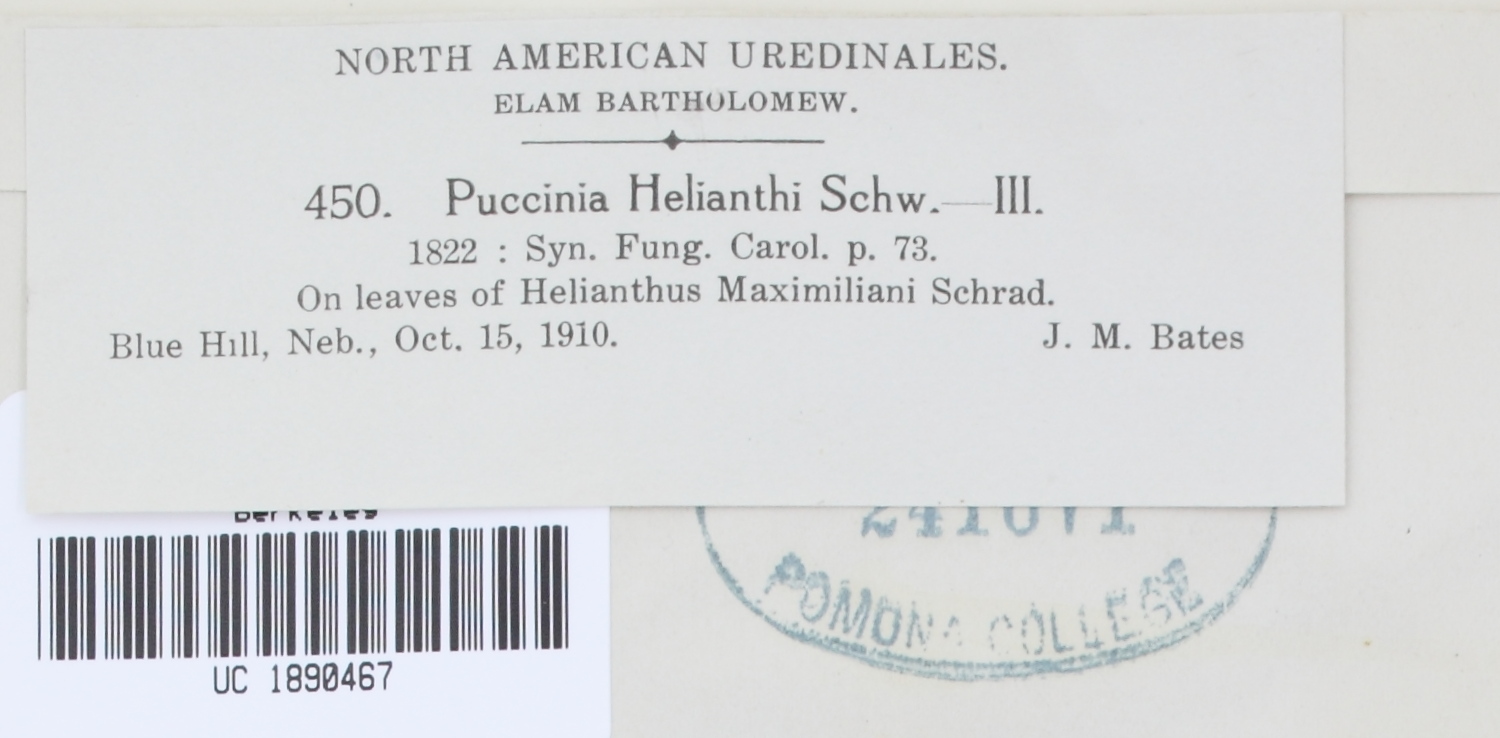 NORTH AMERICAN UREDINALES.
ELAM BARTHOLOMEW.
450. Puccinia Helianthi Schw.—III.
1822 : Syn. Fung. Carol. p. 73.
On leaves of Helianthus Maximiliani Schrad.
Blue Hill, Neb., Oct. 15, 1910. J. M. Bates
Berkeley
UC 1890467
POMONA COLLEGE